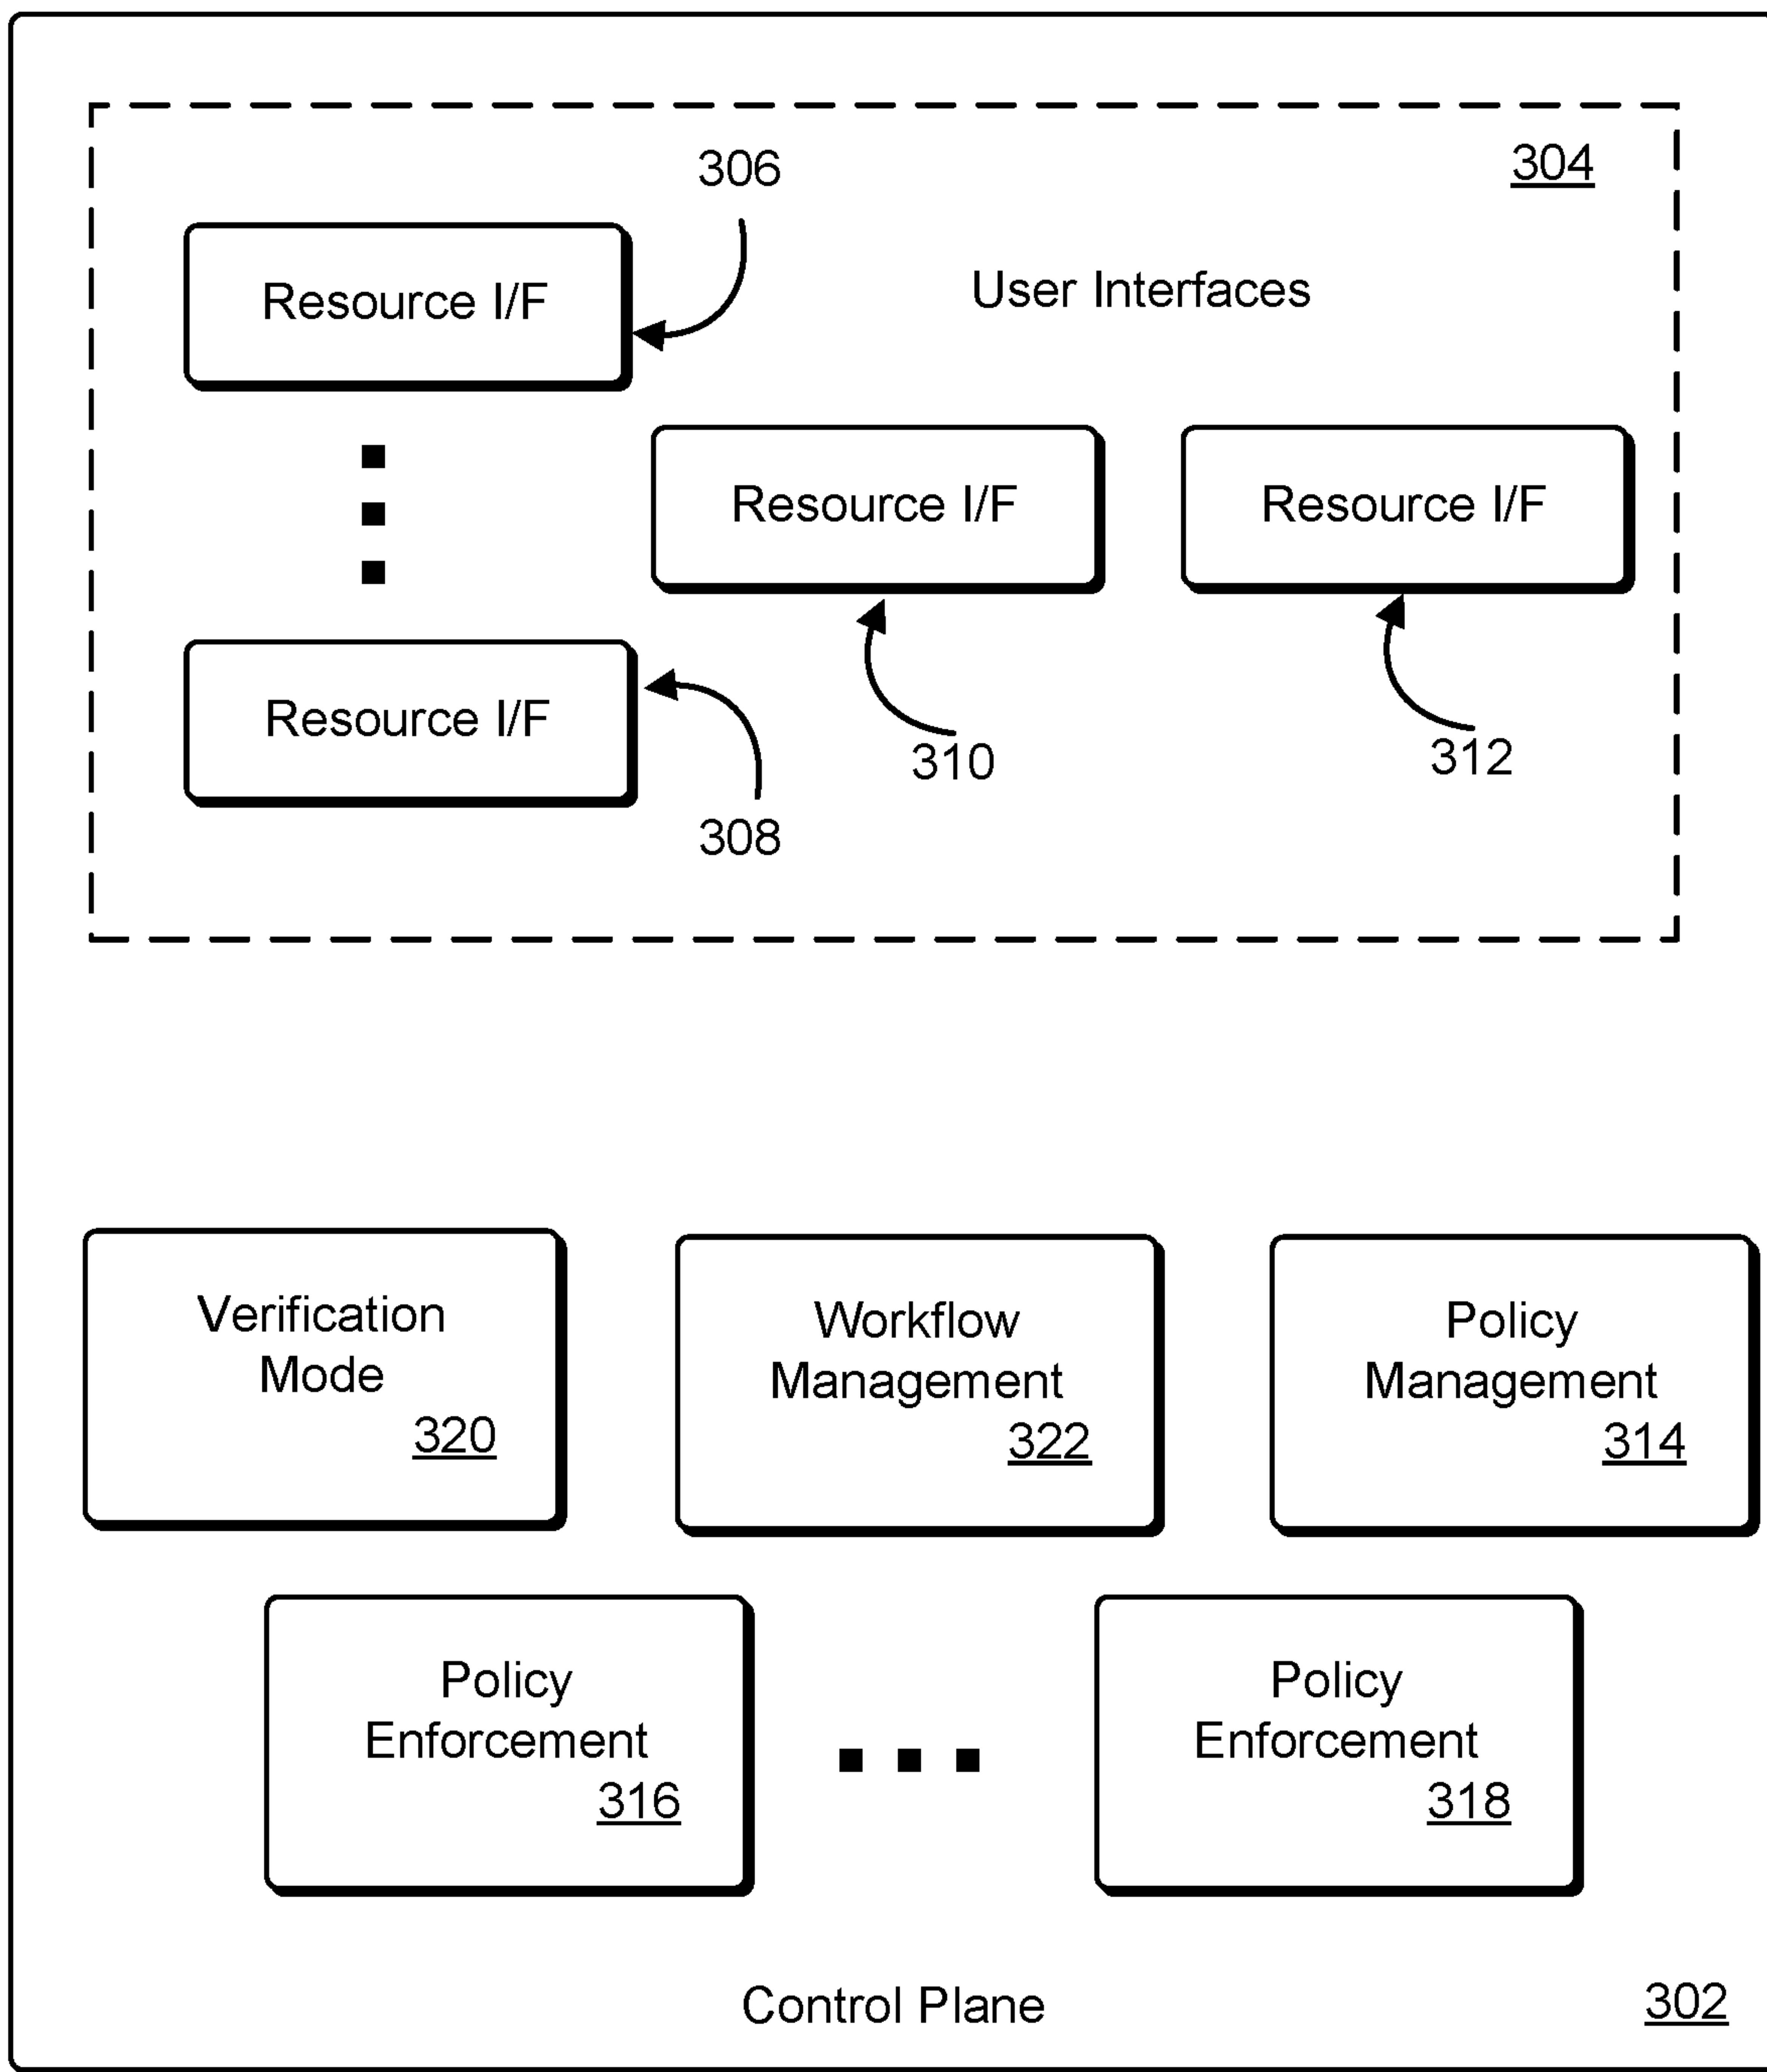 304
306
Resource I/F
User Interfaces
Resource I/F
Resource I/F
Resource I/F
310
312
308
Verification
Mode
320
Workflow
Management
322
Policy
Management
314
Policy
Enforcement
316
Policy
Enforcement
318
Control Plane
302